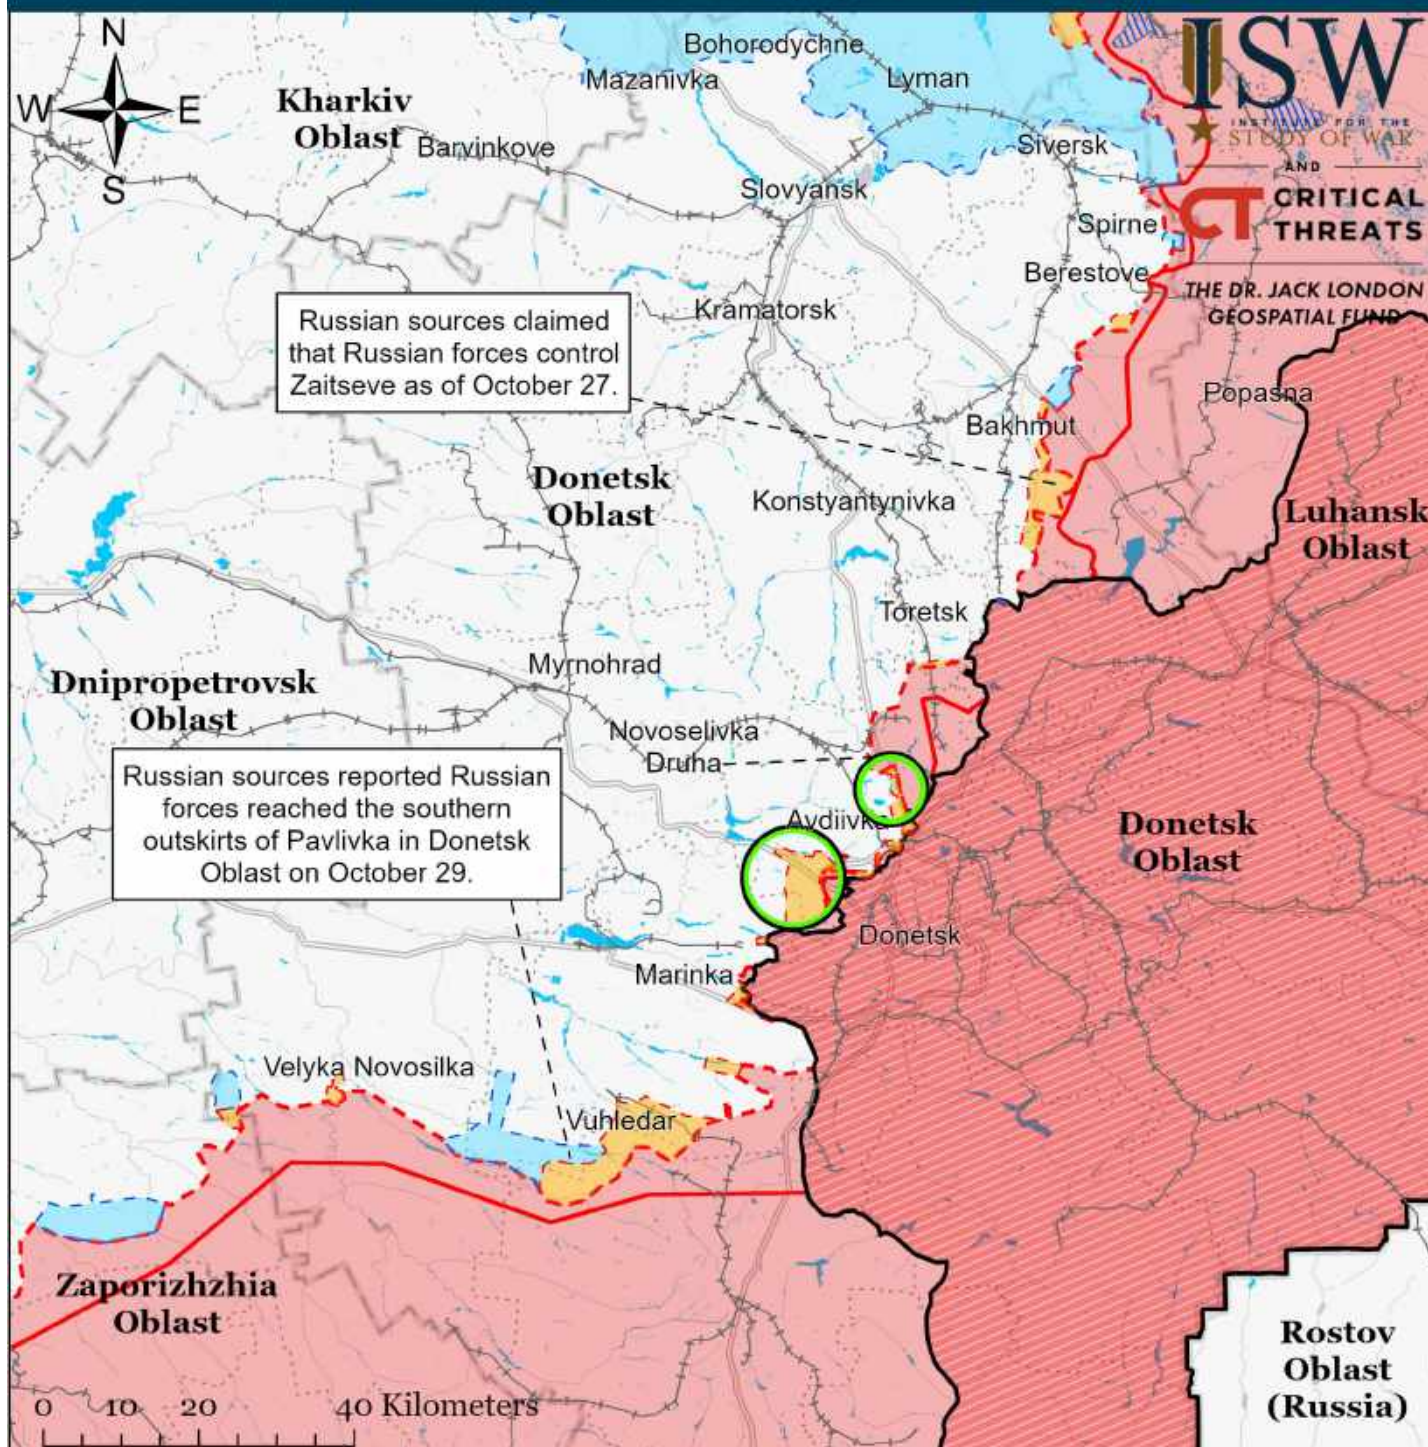 N
W E
S
ISW
INSTITUTE FOR THE
STUDY OF WAR
AND
CT CRITICAL
THREATS
THE DR. JACK LONDON
GEOSPATIAL FUND
Bohorodychne
Mazanivka
Lyman
Kharkiv
Oblast
Barvinkove
Siversk
Slovyansk
Spirne
Berestove
Kramatorsk
Russian sources claimed
that Russian forces control
Zaitseve as of October 27.
Popasna
Bakhmut
Donetsk
Oblast
Konstyantynivka
Luhansk
Oblast
Toretsk
Myrnohrad
Dnipropetrovsk
Oblast
Novoselivka
Druha
Russian sources reported Russian
forces reached the southern
outskirts of Pavlivka in Donetsk
Oblast on October 29.
Avdiivka
Donetsk
Oblast
Donetsk
Marinka
Velyka Novosilka
Vuhledar
Zaporizhzhia
Oblast
Rostov
Oblast
(Russia)
0 10 20 40 Kilometers